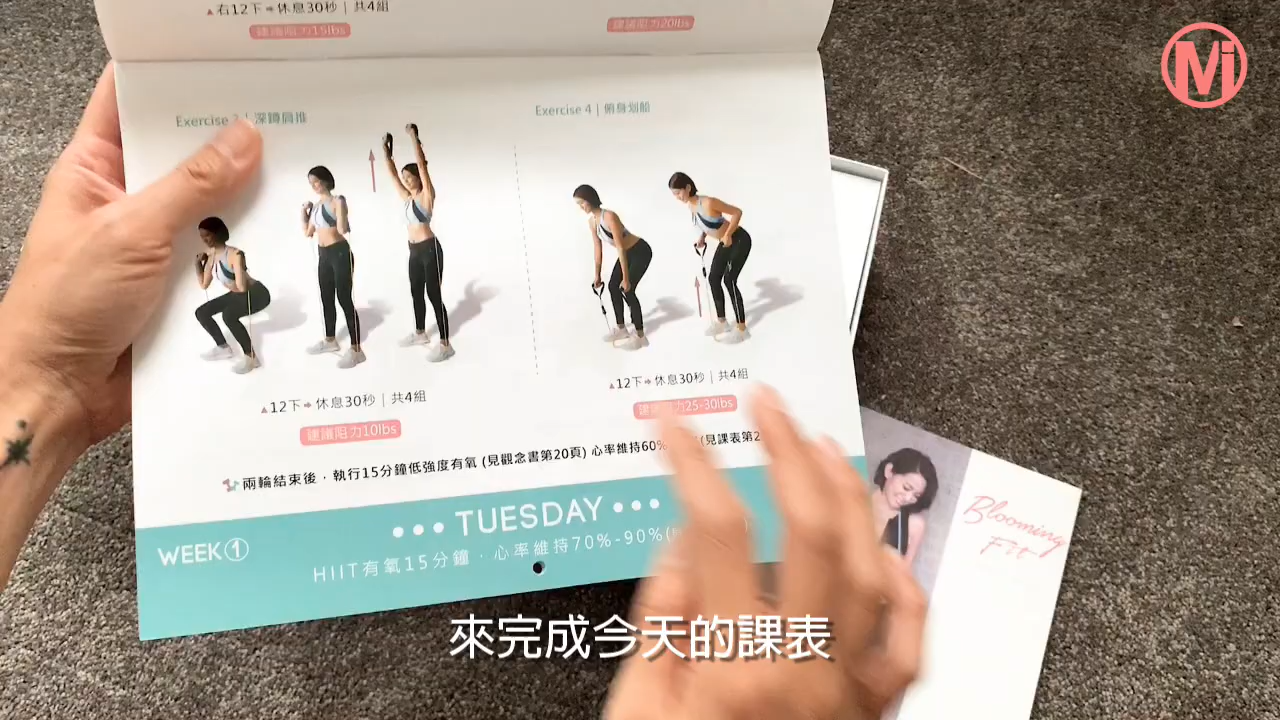 ▲右12下➡休息30秒 | 共4組
建議阻力15lbs
建議阻力20lbs
Mi
Exercise 3 | 深蹲肩推
Exercise 4 | 俯身划船
▲12下➡休息30秒 | 共4組
建議阻力10lbs
▲12下➡休息30秒 | 共4組
建議阻力25-30lbs
兩輪結束後，執行15分鐘低強度有氧 (見觀念書第20頁) 心率維持60% (見課表第2
••• TUESDAY •••
WEEK 1
HIIT有氧15分鐘．心率維持70%-90%(
Blooming
Fit
來完成今天的課表